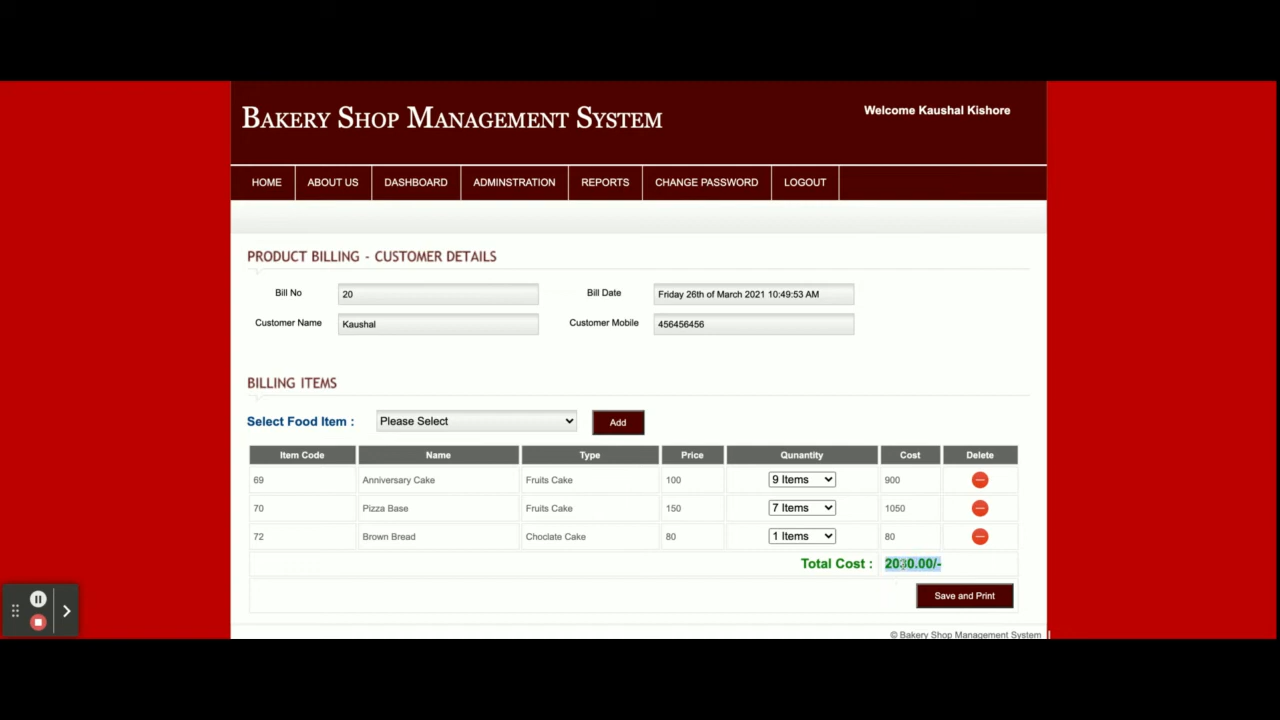 BAKERY SHOP MANAGEMENT SYSTEM
Welcome Kaushal Kishore
HOME ABOUT US DASHBOARD ADMINSTRATION REPORTS CHANGE PASSWORD LOGOUT
PRODUCT BILLING - CUSTOMER DETAILS
Bill No 20 Bill Date Friday 26th of March 2021 10:49:53 AM
Customer Name Kaushal Customer Mobile 456456456
BILLING ITEMS
Select Food Item : Please Select Add
Item Code Name Type Price Qunantity Cost Delete
69 Anniversary Cake Fruits Cake 100 9 Items 900
70 Pizza Base Fruits Cake 150 7 Items 1050
72 Brown Bread Choclate Cake 80 1 Items 80
Total Cost : 2030.00/-
Save and Print
© Bakery Shop Management System